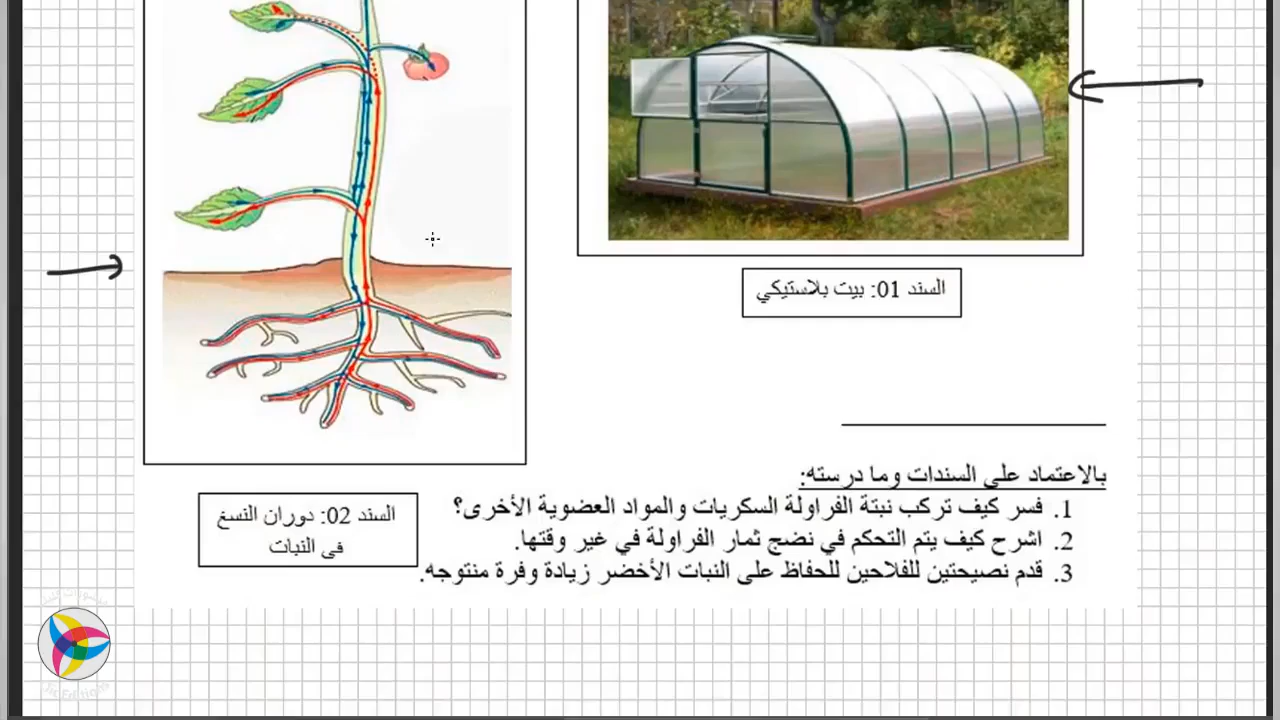 السند 01: بيت بلاستيكي
السند 02: دوران النسغ
في النبات
بالاعتماد على السندات وما درسته:
1. فسر كيف تركب نبتة الفراولة السكريات والمواد العضوية الأخرى؟
2. اشرح كيف يتم التحكم في نضج ثمار الفراولة في غير وقتها.
3. قدم نصيحتين للفلاحين للحفاظ على النبات الأخضر زيادة وفرة منتوجه.